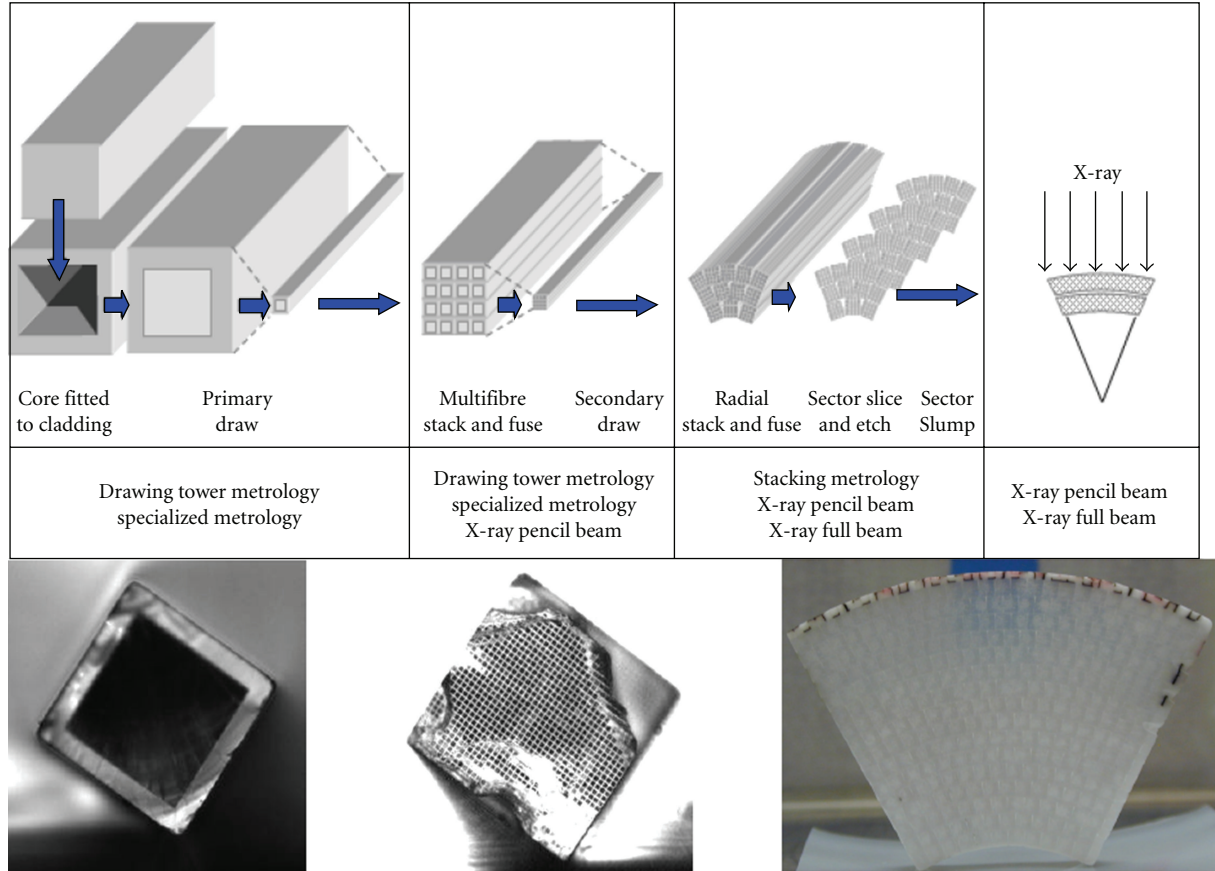 X-ray
Core fitted
to cladding
Primary
draw
Multifibre
stack and fuse
Secondary
draw
Radial
stack and fuse
Sector slice
and etch
Sector
Slump
Drawing tower metrology
specialized metrology
Drawing tower metrology
specialized metrology
X-ray pencil beam
Stacking metrology
X-ray pencil beam
X-ray full beam
X-ray pencil beam
X-ray full beam